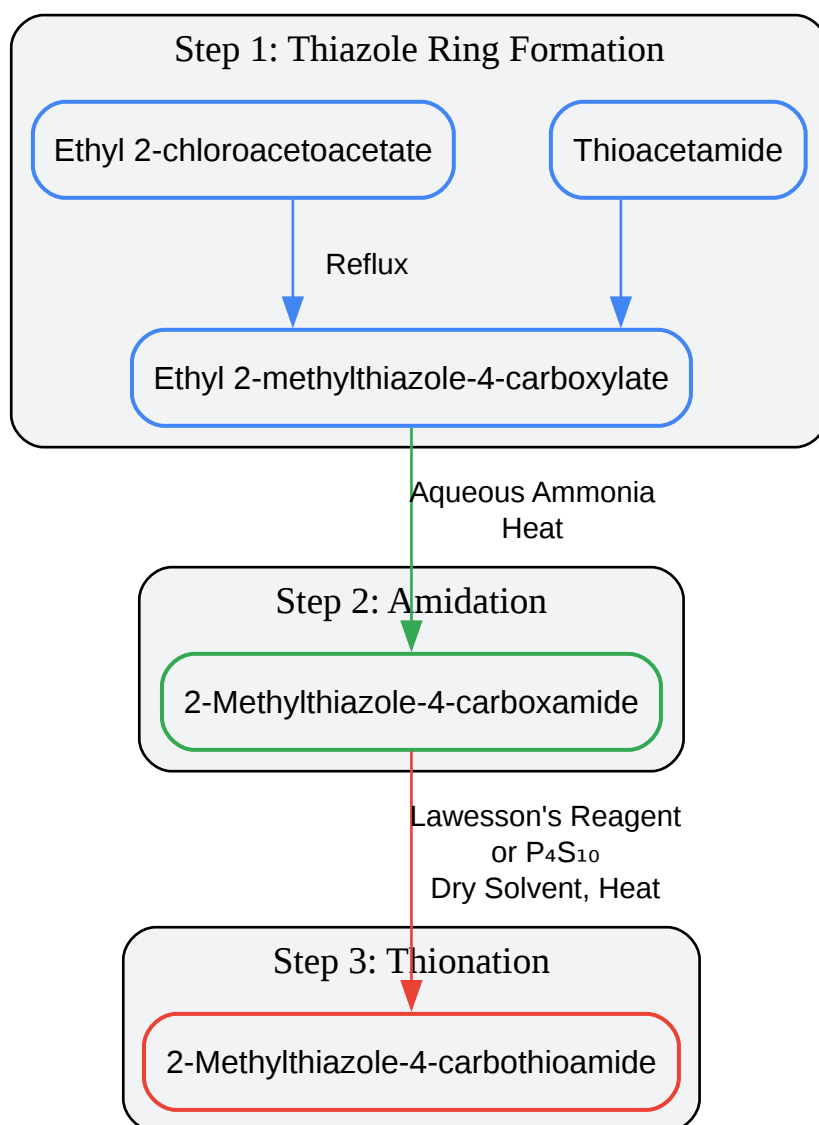 Step 1: Thiazole Ring Formation
Ethyl 2-chloroacetoacetate
Thioacetamide
Reflux
Ethyl 2-methylthiazole-4-carboxylate
Aqueous Ammonia
Heat
Step 2: Amidation
2-Methylthiazole-4-carboxamide
Lawesson's Reagent
or P₄S₁₀
Dry Solvent, Heat
Step 3: Thionation
2-Methylthiazole-4-carbothioamide